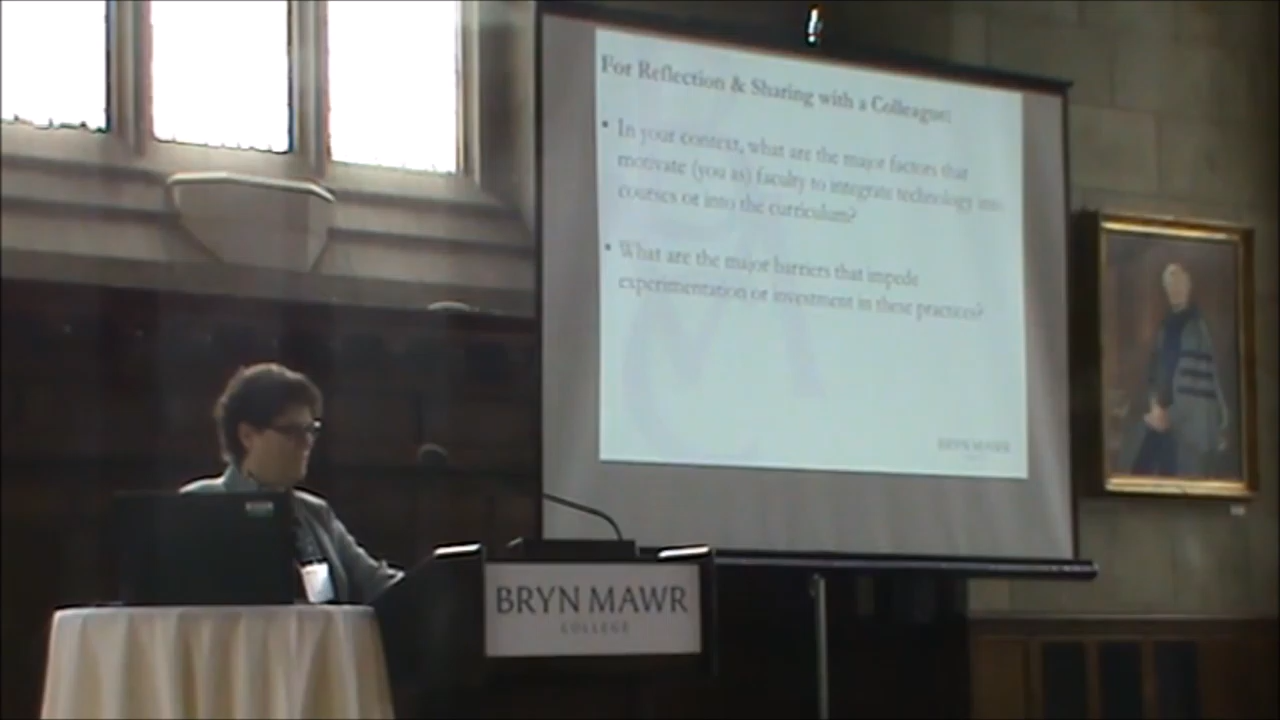 For Reflection & Sharing with a Colleague:
• In your context, what are the major factors that
motivate (you as) faculty to integrate technology into
courses or into the curriculum?
• What are the major barriers that impede
experimentation or investment in these practices?
BRYN MAWR
BRYN MAWR
COLLEGE